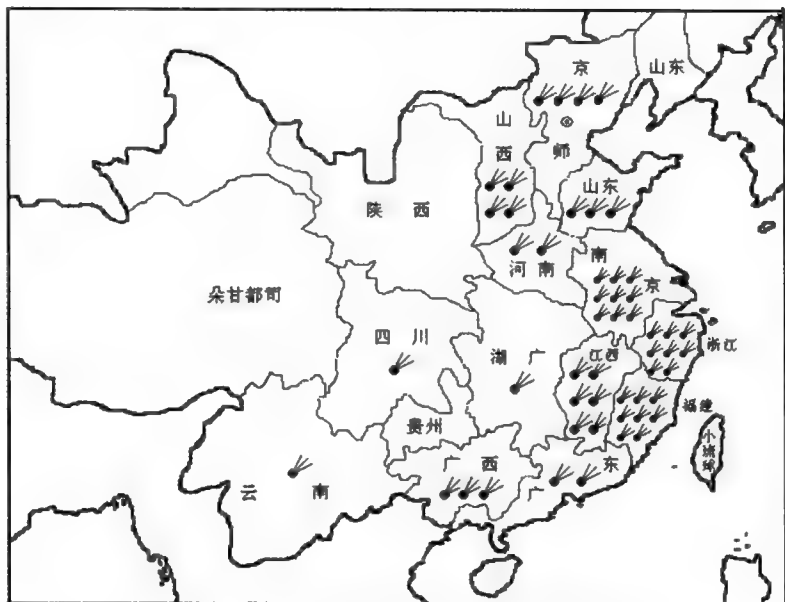 京师
山东
山西
山东
陕西
河南
南京
朵甘都司
四川
湖广
江西
浙江
福建
贵州
小琉球
广西
广东
云南